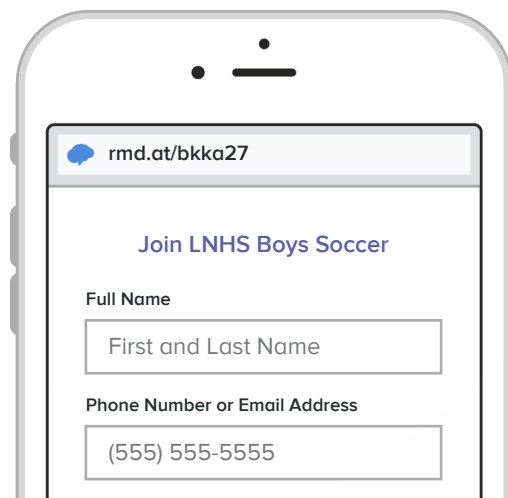 rmd.at/bkka27
Join LNHS Boys Soccer
Full Name
First and Last Name
Phone Number or Email Address
(555) 555-5555